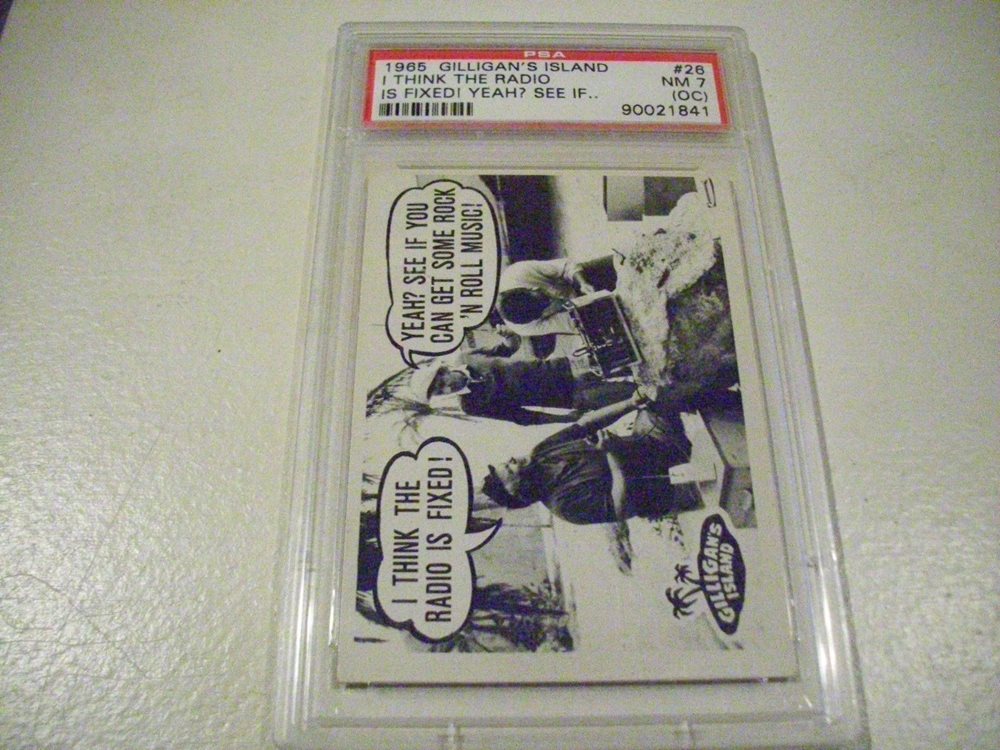 PSA
1965 GILLIGAN'S ISLAND #26
I THINK THE RADIO NM 7
IS FIXED! YEAH? SEE IF.. (OC)
90021841
I THINK THE
RADIO IS FIXED!
YEAH? SEE IF YOU
CAN GET SOME ROCK
'N ROLL MUSIC!
GILLIGAN'S
ISLAND